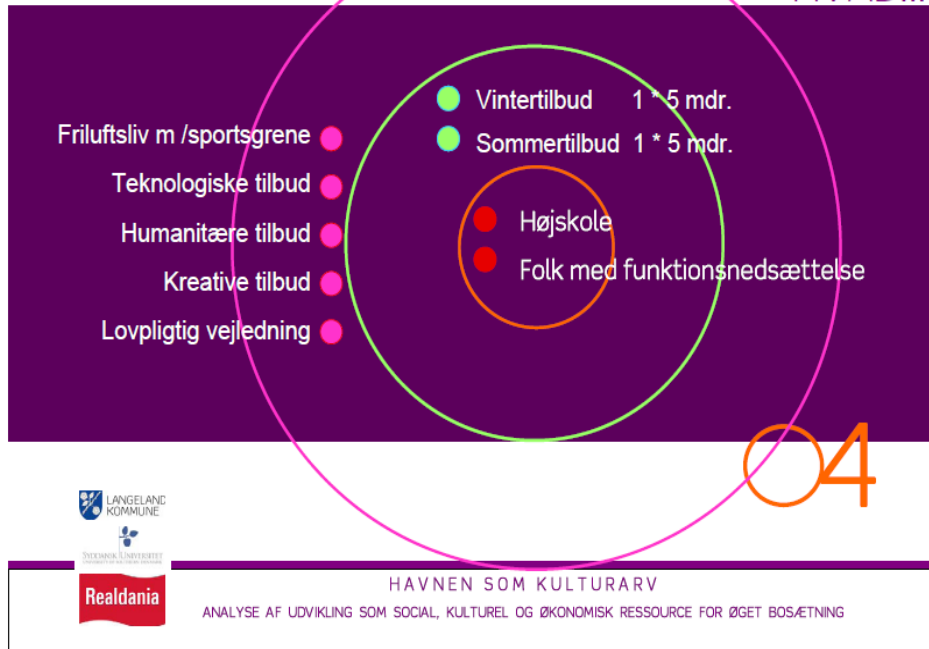 Vintertilbud 1 * 5 mdr.
Sommertilbud 1 * 5 mdr.
Friluftsliv m /sportsgrene
Teknologiske tilbud
Humanitære tilbud
Kreative tilbud
Lovpligtig vejledning
Højskole
Folk med funktionsnedsættelse
04
LANGELAND
KOMMUNE
SYDDANSK UNIVERSITET
Realdania
HAVNEN SOM KULTURARV
ANALYSE AF UDVIKLING SOM SOCIAL, KULTUREL OG ØKONOMISK RESSOURCE FOR ØGET BOSÆTNING